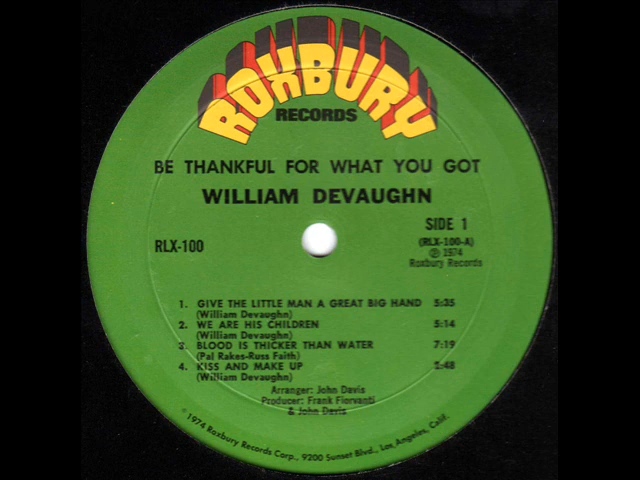 ROXBURY
RECORDS
BE THANKFUL FOR WHAT YOU GOT
WILLIAM DEVAUGHN
SIDE 1
RLX-100
(RLX-100-A)
℗ 1974
Roxbury Records
1. GIVE THE LITTLE MAN A GREAT BIG HAND 5:35
(William Devaughn)
2. WE ARE HIS CHILDREN 5:14
(William Devaughn)
3. BLOOD IS THICKER THAN WATER 7:19
(Pal Rakes-Russ Faith)
4. KISS AND MAKE UP :48
(William Devaughn)
Arranger: John Davis
Producer: Frank Fiorvanti
& John Davis
©1974 Roxbury Records Corp., 9200 Sunset Blvd., Los Angeles, Calif.